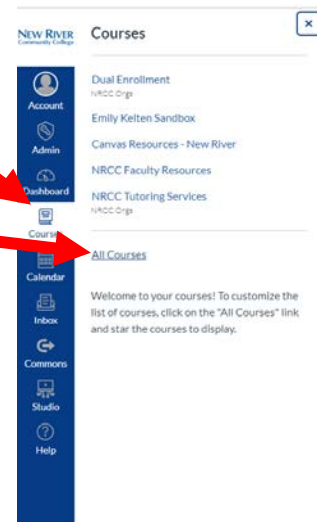 NEW RIVER
Community College
Account
Admin
Dashboard
Courses
Calendar
Inbox
Commons
Studio
Help
Courses
×
Dual Enrollment
NRCC Orgs
Emily Kelten Sandbox
Canvas Resources - New River
NRCC Faculty Resources
NRCC Tutoring Services
NRCC Orgs
All Courses
Welcome to your courses! To customize the
list of courses, click on the "All Courses" link
and star the courses to display.